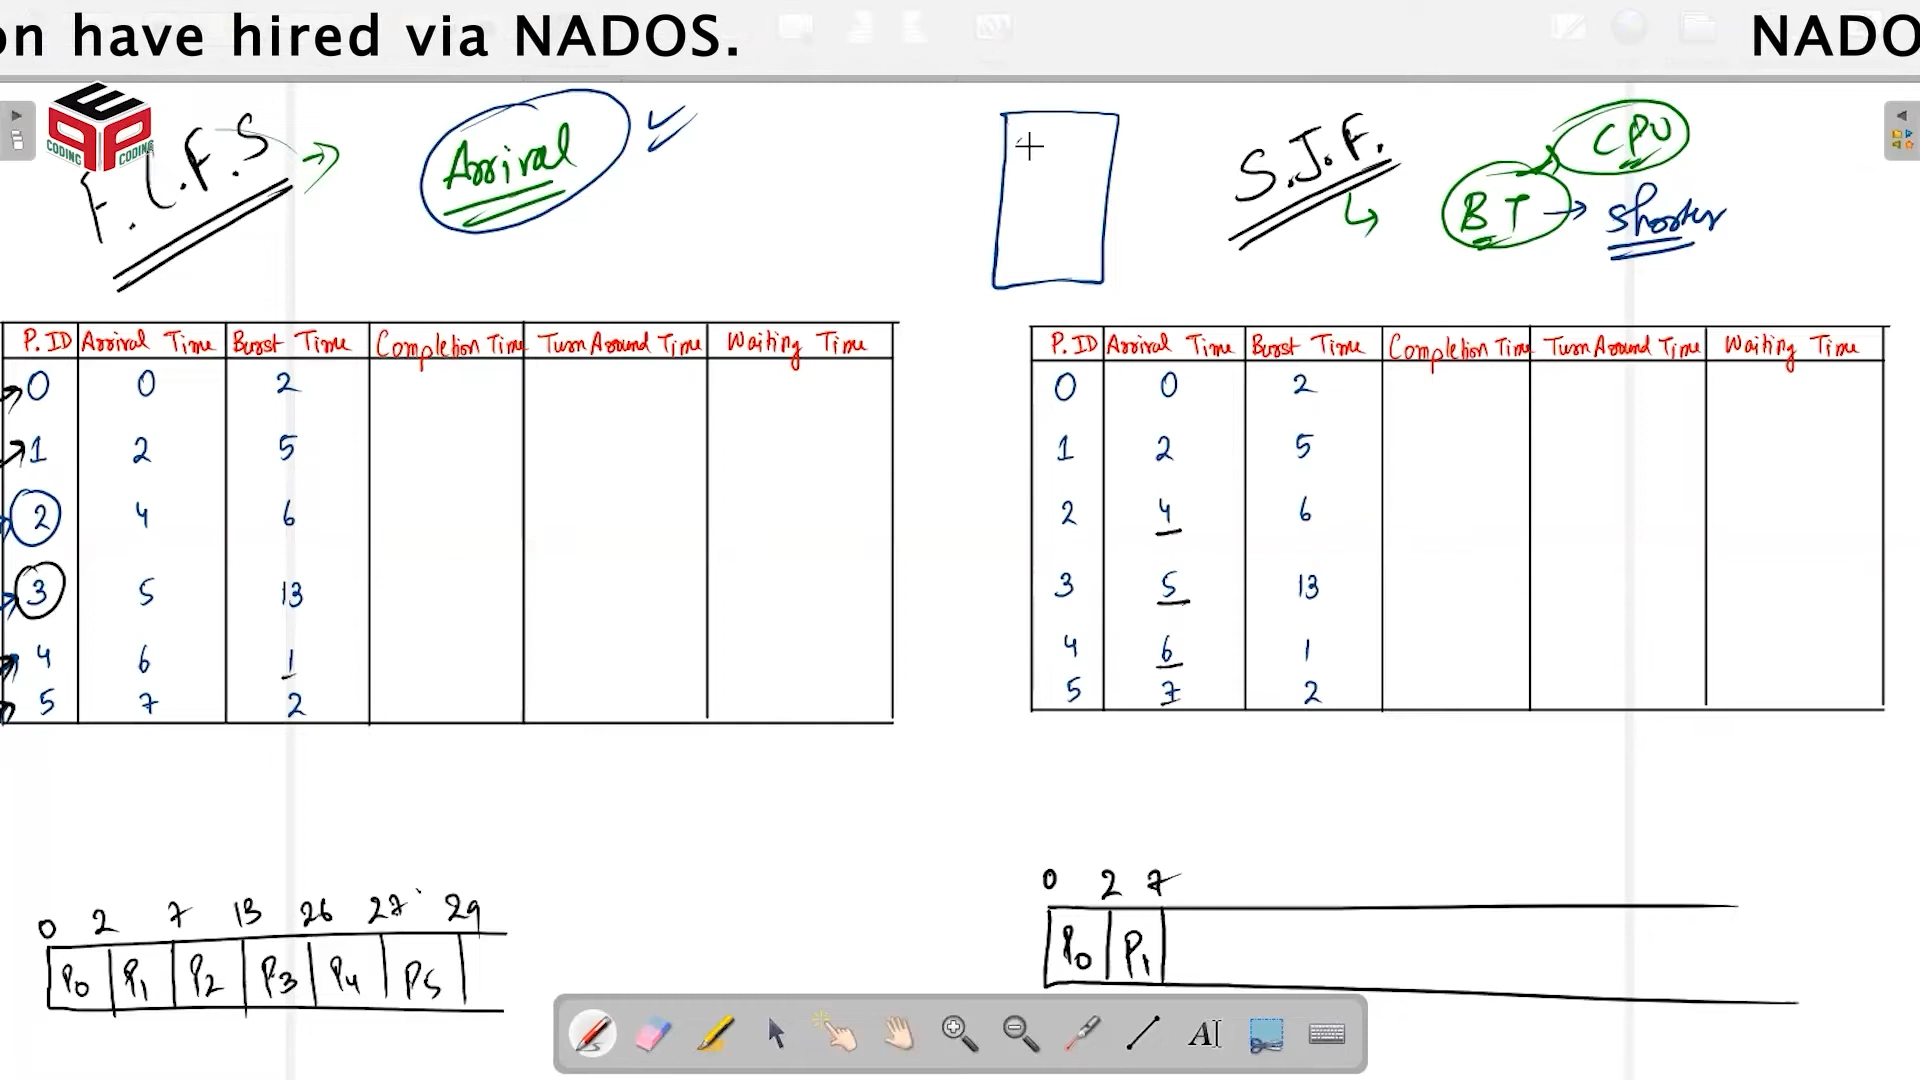 on have hired via NADOS.
NADO
CODING CODING
F.C.F.S → Arrival
S.J.F.
CPU
BT → Shorter
P.ID Arrival Time Burst Time Completion Time Turn Around Time Waiting Time
0 0 2
1 2 5
2 4 6
3 5 13
4 6 1
5 7 2
P.ID Arrival Time Burst Time Completion Time Turn Around Time Waiting Time
0 0 2
1 2 5
2 4 6
3 5 13
4 6 1
5 7 2
0 2 7 13 26 27 29
P0 P1 P2 P3 P4 P5
0 2 7
P0 P1
A